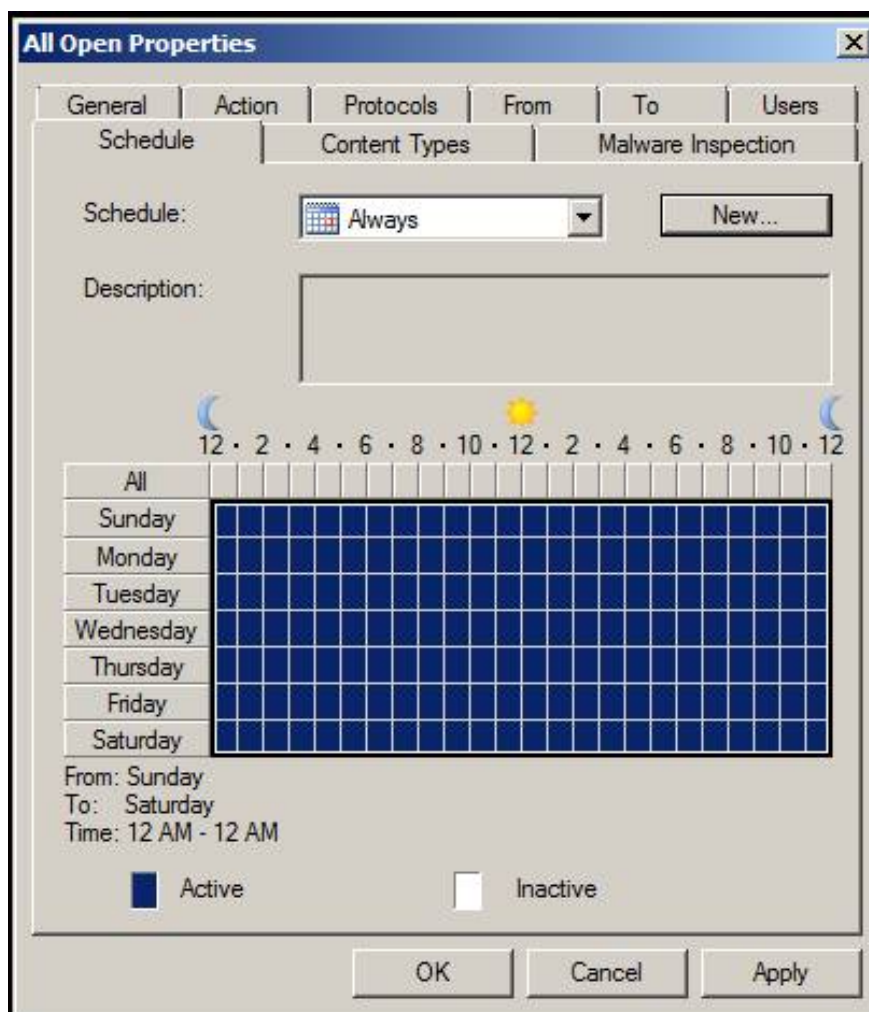 All Open Properties
General Action Protocols From To Users
Schedule Content Types Malware Inspection
Schedule: Always New...
Description:
12 · 2 · 4 · 6 · 8 · 10 · 12 · 2 · 4 · 6 · 8 · 10 · 12
All
Sunday
Monday
Tuesday
Wednesday
Thursday
Friday
Saturday
From: Sunday
To: Saturday
Time: 12 AM - 12 AM
Active Inactive
OK Cancel Apply